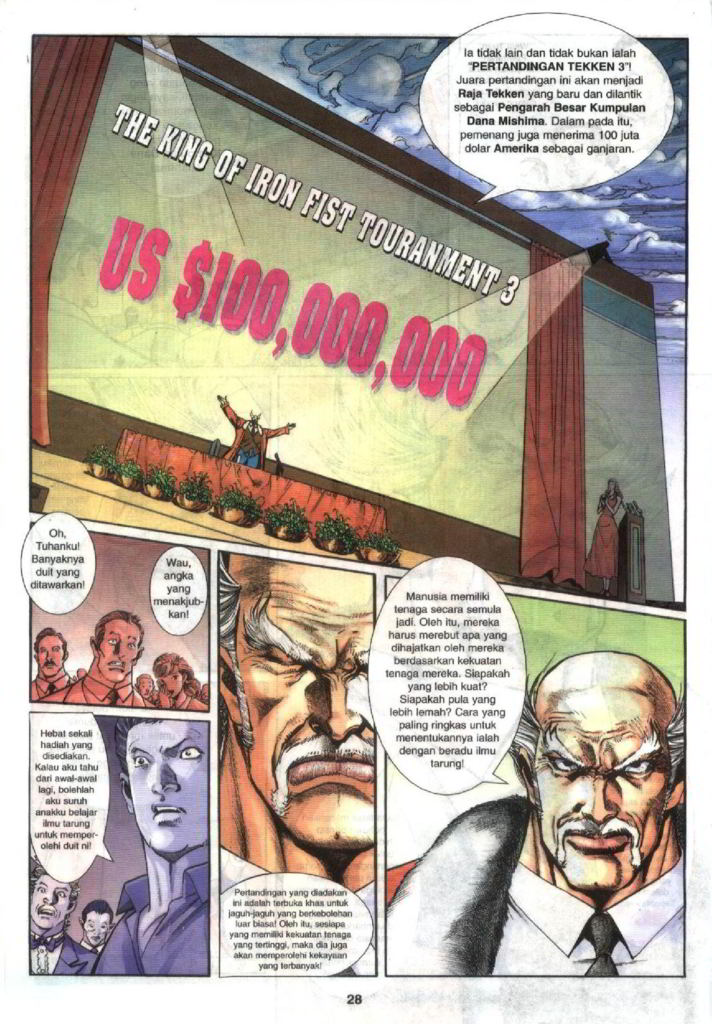 Ia tidak lain dan tidak bukan ialah
"PERTANDINGAN TEKKEN 3"!
Juara pertandingan ini akan menjadi
Raja Tekken yang baru dan dilantik
sebagai Pengarah Besar Kumpulan
Dana Mishima. Dalam pada itu,
pemenang juga menerima 100 juta
dolar Amerika sebagai ganjaran.
THE KING OF IRON FIST TOURANMENT 3
US $100,000,000
Oh,
Tuhanku!
Banyaknya
duit yang
ditawarkan!
Wau,
angka
yang
menakjub-
kan!
Hebat sekali
hadiah yang
disediakan.
Kalau aku tahu
dari awal-awal
lagi, bolehlah
aku suruh
anakku belajar
ilmu tarung
untuk memper-
olehi duit ni!
Pertandingan yang diadakan
ini adalah terbuka khas untuk
jaguh-jaguh yang berkebolehan
luar biasa! Oleh itu, sesiapa
yang memiliki kekuatan tenaga
yang tertinggi, maka dia juga
akan memperolehi kekayaan
yang terbanyak!
Manusia memiliki
tenaga secara semula
jadi. Oleh itu, mereka
harus merebut apa yang
dihajatkan oleh mereka
berdasarkan kekuatan
tenaga mereka. Siapakah
yang lebih kuat?
Siapakah pula yang
lebih lemah? Cara yang
paling ringkas untuk
menentukannya ialah
dengan beradu ilmu
tarung!
28